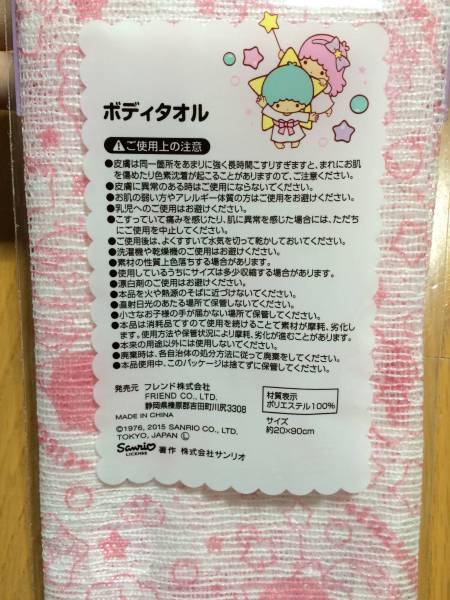 ボディタオル
ご使用上の注意
●皮膚は同一箇所をあまりに強く長時間こすりすぎますと、まれにお肌
を傷めたり色素沈着が起こることがありますので、ご注意ください。
●皮膚に異常のある時はご使用にならないてください。
●お肌の弱い方やアレルギー体質の方はご使用をお避けください。
●乳児へのご使用はお避けください。
●こすっていて痛みを感じたり、肌に異常を感じた場合には、ただち
にご使用を中止してください。
●ご使用後は、よくすすいで水気を切って乾かしておいてください。
●洗濯機や乾燥機のご使用はお避けください。
●素材の性質上色落ちする場合があります。
●使用しているうちにサイズは多少収縮する場合があります。
●漂白剤のご使用はお避けください。
●本品を火や熱源のそばに近づけないでください。
●直射日光のあたる場所で保管しないでください。
●小さなお子様の手が届かない場所で保管してください。
●本品は消耗品ですので使用を続けることで素材が摩耗、劣化し
ます。使用方法や保管状況により摩耗、劣化が進むことがあります。
●本来の用途以外には使用しないでください。
●廃棄時は、各自治体の処分方法に従って廃棄をしてください。
●本品使用中、このパッケージは捨てずに保管してください。
発売元 フレンド株式会社
FRIEND CO., LTD.
静岡県榛原郡吉田町川尻3308
MADE IN CHINA
材質表示
ポリエステル100%
サイズ
約20×90cm
©1976, 2015 SANRIO CO., LTD.
TOKYO, JAPAN Ⓛ
Sanrio
LICENSE
著作 株式会社サンリオ